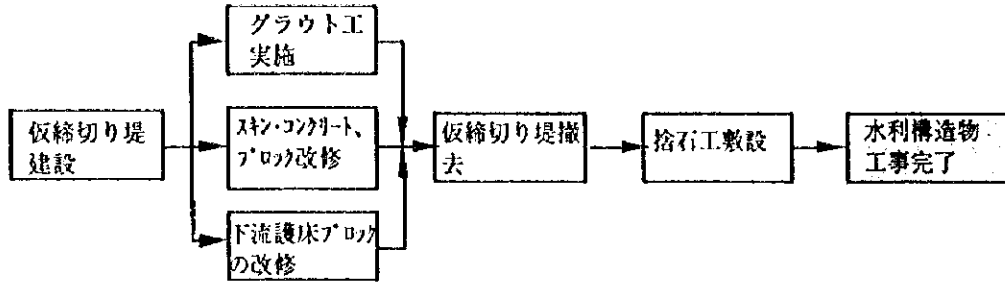 仮締切り堤
建設
グラウト工
実施
スキン・コンクリート、
ブロック改修
下流護床ブロック
の改修
仮締切り堤撤
去
捨石工敷設
水利構造物
工事完了